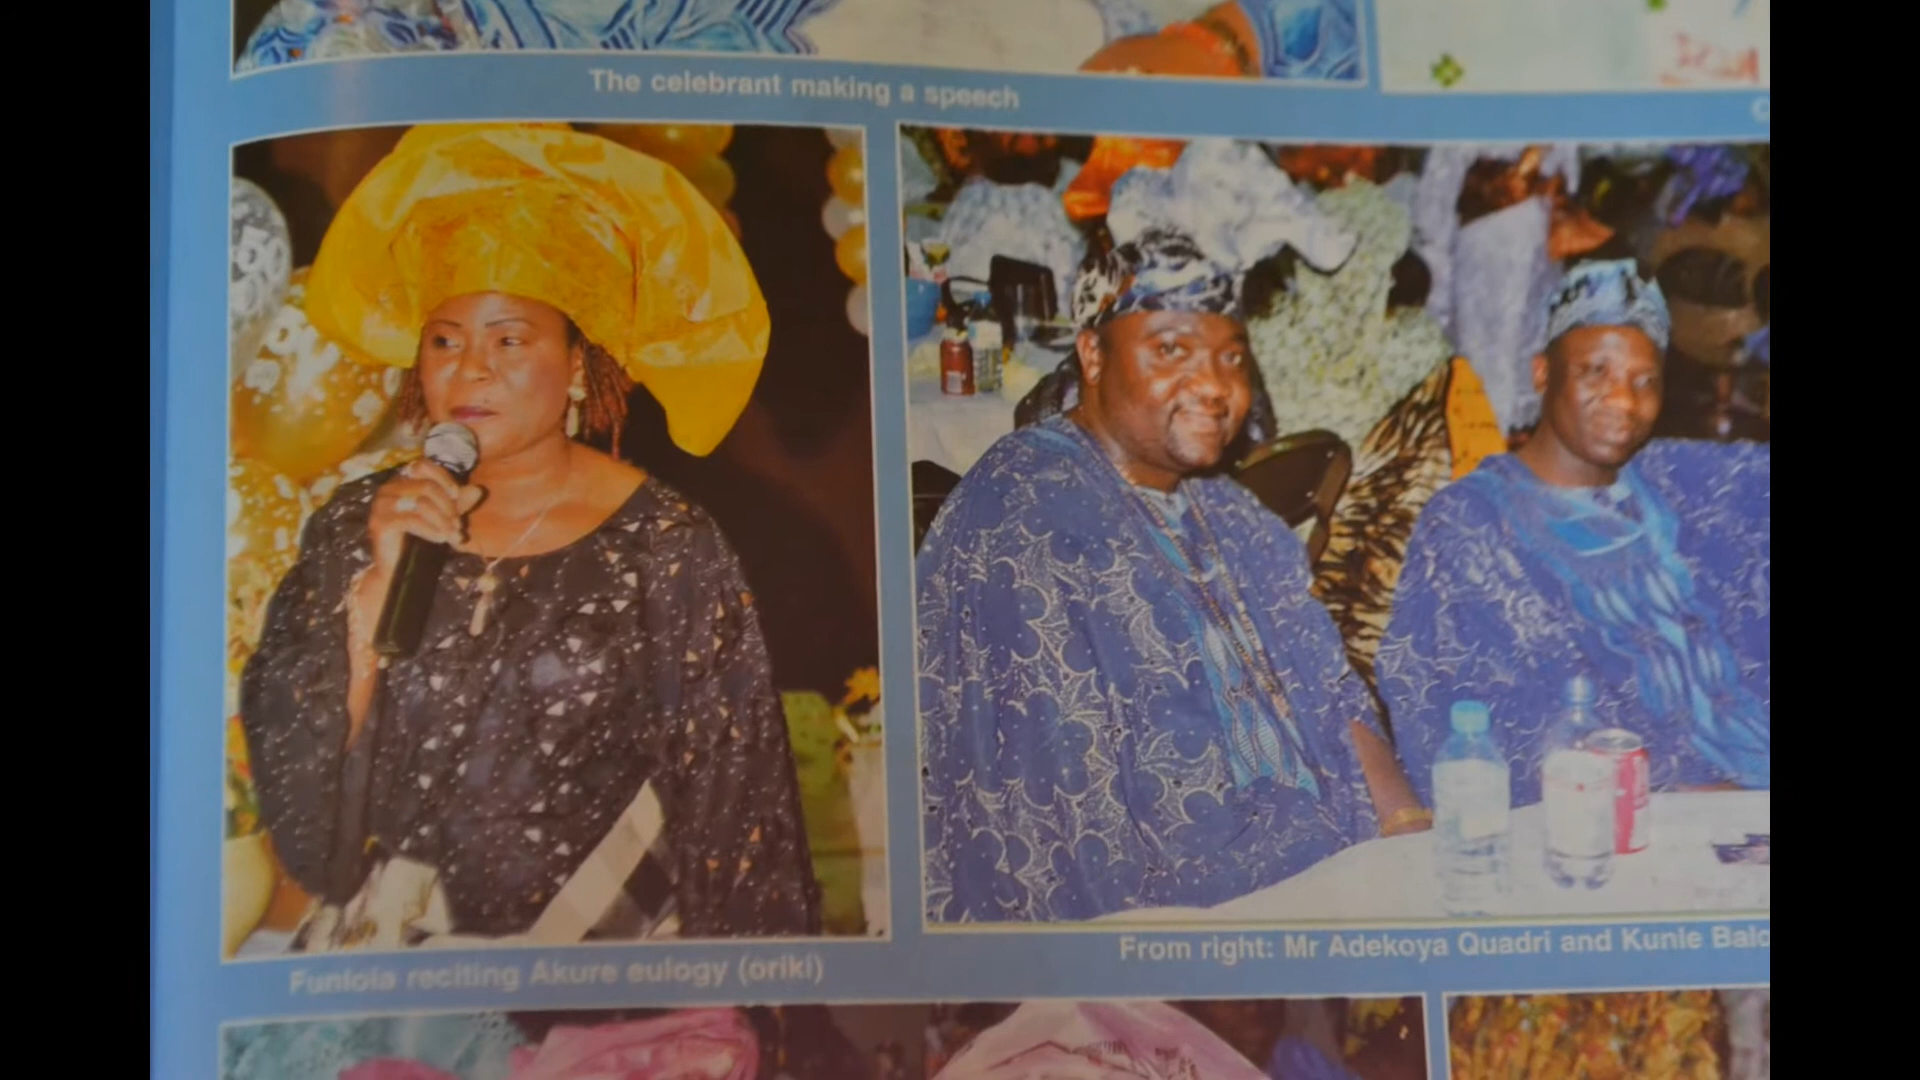 The celebrant making a speech
Funlola reciting Akure eulogy (oriki)
From right: Mr Adekoya Quadri and Kunle